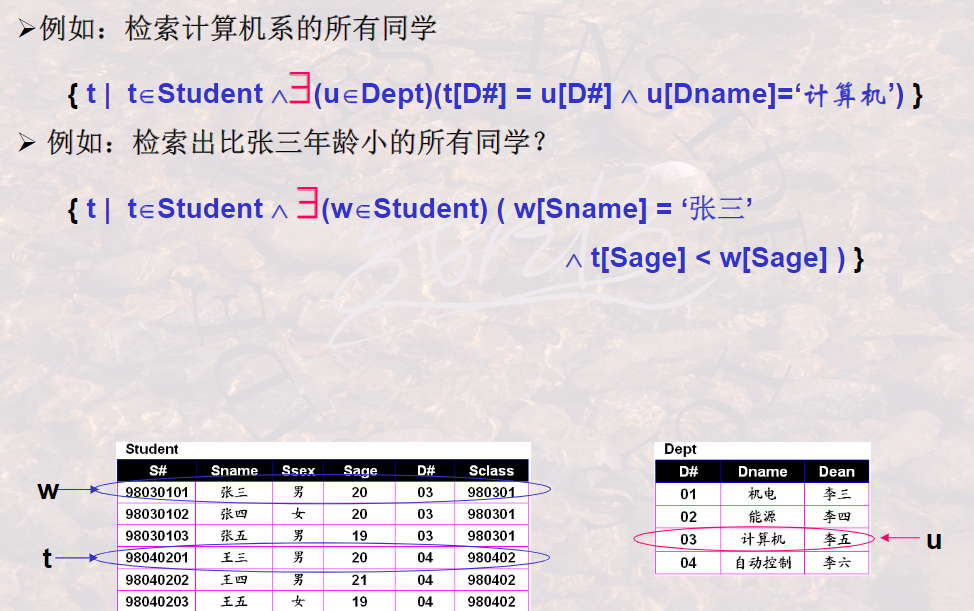 ➢例如：检索计算机系的所有同学
{ t | t∈Student ∧∃(u∈Dept)(t[D#] = u[D#] ∧ u[Dname]=‘计算机’) }
➢ 例如：检索出比张三年龄小的所有同学？
{ t | t∈Student ∧ ∃(w∈Student) ( w[Sname] = ‘张三’
∧ t[Sage] < w[Sage] ) }
Student
S# Sname Ssex Sage D# Sclass
w 98030101 张三 男 20 03 980301
98030102 张四 女 20 03 980301
98030103 张五 男 19 03 980301
t 98040201 王三 男 20 04 980402
98040202 王四 男 21 04 980402
98040203 王五 女 19 04 980402
Dept
D# Dname Dean
01 机电 李三
02 能源 李四
03 计算机 李五 u
04 自动控制 李六